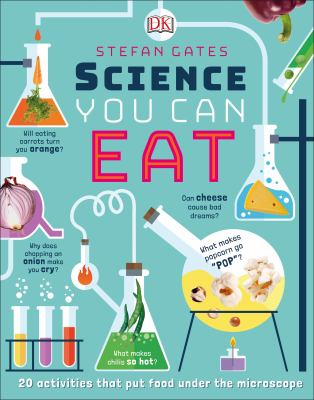 DK
STEFAN GATES
SCIENCE
YOU CAN
EAT
Will eating
carrots turn
you orange?
Can cheese
cause bad
dreams?
Why does
chopping an
onion make
you cry?
What makes
popcorn go
"POP"?
What makes
chillis so hot?
20 activities that put food under the microscope